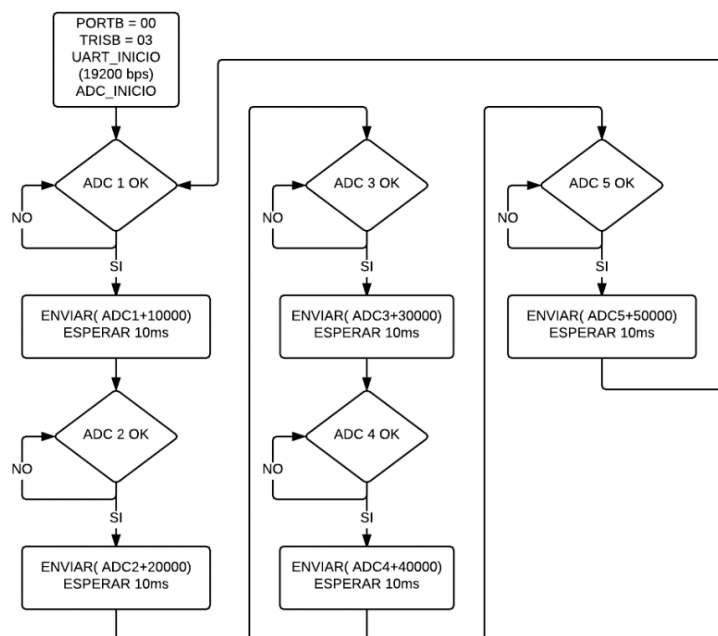 PORTB = 00
TRISB = 03
UART_INICIO
(19200 bps)
ADC_INICIO
ADC 1 OK
NO
SI
ENVIAR( ADC1+10000)
ESPERAR 10ms
ADC 2 OK
NO
SI
ENVIAR( ADC2+20000)
ESPERAR 10ms
ADC 3 OK
NO
SI
ENVIAR( ADC3+30000)
ESPERAR 10ms
ADC 4 OK
NO
SI
ENVIAR( ADC4+40000)
ESPERAR 10ms
ADC 5 OK
NO
SI
ENVIAR( ADC5+50000)
ESPERAR 10ms